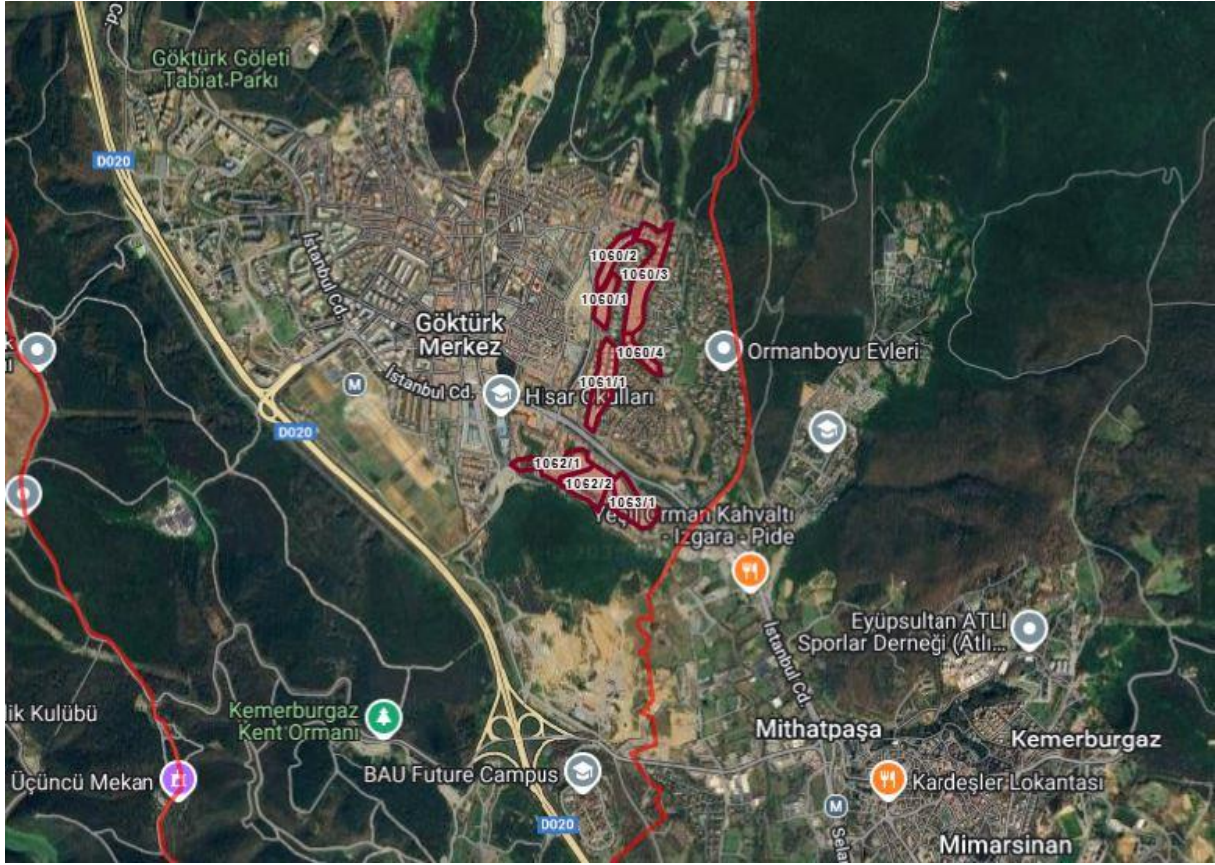 Cd.
Göktürk Göleti
Tabiat Parkı
D020
İstanbul Cd.
1060/2
1060/3
1060/1
Göktürk
Merkez
1060/4
Ormanboyu Evleri
M
İstanbul Cd.
1061/1
Hisar Okulları
D020
1062/1
1062/2
1063/1
Yeşil Orman Kahvaltı
- Izgara - Pide
Eyüpsultan ATLI
Sporlar Derneği (Atlı...
İstanbul Cd.
lik Kulübü
Kemerburgaz
Kent Ormanı
Mithatpaşa
Kemerburgaz
Üçüncü Mekan
BAU Future Campus
Kardeşler Lokantası
M
D020
Mimarsinan